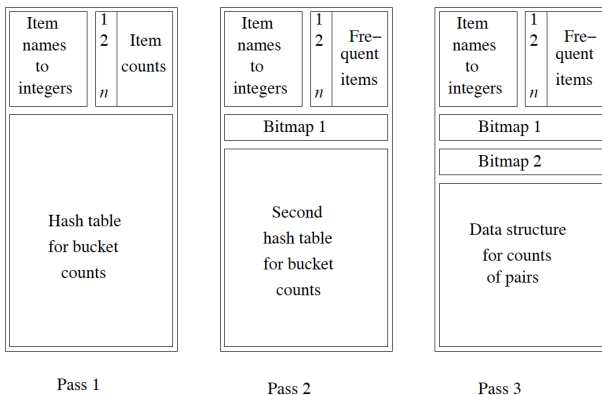 Item
names
to
integers
1
2
n
Item
counts
Hash table
for bucket
counts
Pass 1
Item
names
to
integers
1
2
n
Fre–
quent
items
Bitmap 1
Second
hash table
for bucket
counts
Pass 2
Item
names
to
integers
1
2
n
Fre–
quent
items
Bitmap 1
Bitmap 2
Data structure
for counts
of pairs
Pass 3